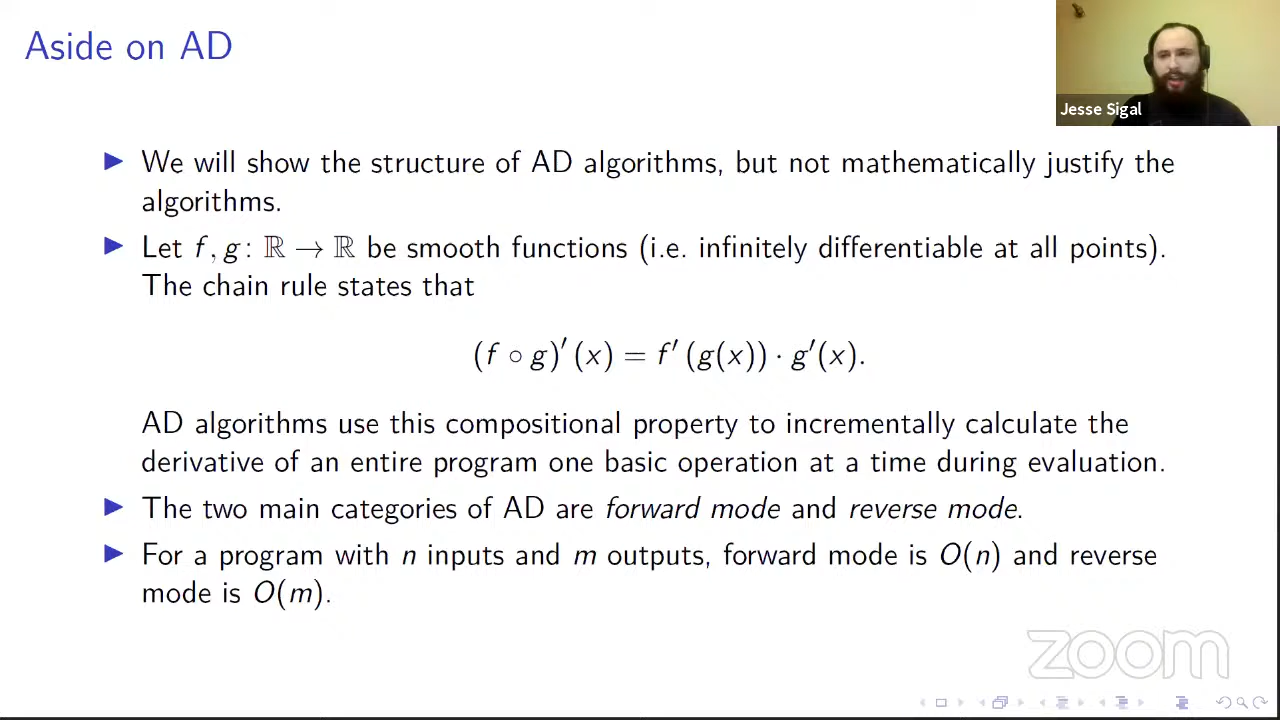 Aside on AD
Jesse Sigal
▶ We will show the structure of AD algorithms, but not mathematically justify the
algorithms.
▶ Let f, g: ℝ → ℝ be smooth functions (i.e. infinitely differentiable at all points).
The chain rule states that
(f ∘ g)′(x) = f′(g(x)) · g′(x).
AD algorithms use this compositional property to incrementally calculate the
derivative of an entire program one basic operation at a time during evaluation.
▶ The two main categories of AD are forward mode and reverse mode.
▶ For a program with n inputs and m outputs, forward mode is O(n) and reverse
mode is O(m).
zoom